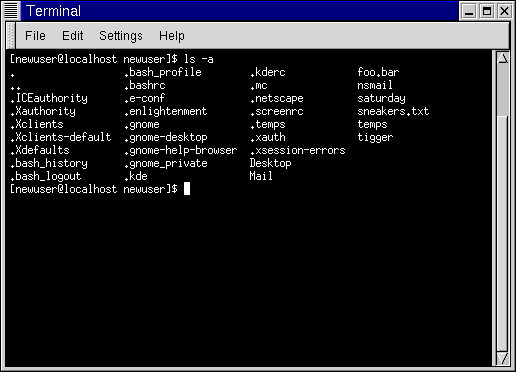 Terminal
File Edit Settings Help
[newuser@localhost newuser]$ ls -a
. .bash_profile .kderc foo.bar
.. .bashrc .mc nsmail
.ICEauthority .e-conf .netscape saturday
.Xauthority .enlightenment .screenrc sneakers.txt
.Xclients .gnome .temps temps
.Xclients-default .gnome-desktop .xauth tigger
.Xdefaults .gnome-help-browser .xsession-errors
.bash_history .gnome_private Desktop
.bash_logout .kde Mail
[newuser@localhost newuser]$